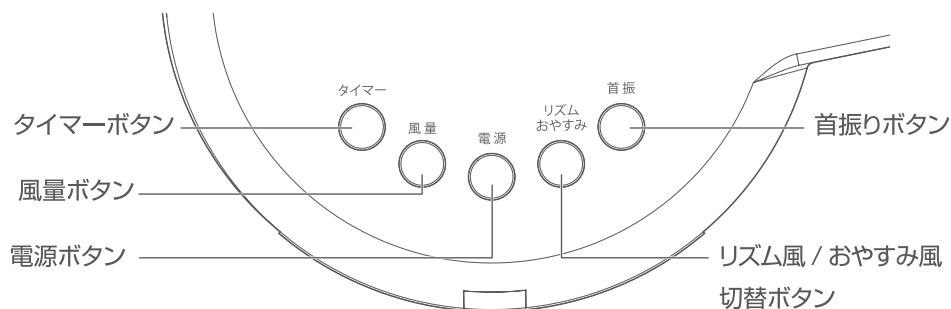 タイマー
風量
電源
リズム
おやすみ
首振
タイマーボタン
風量ボタン
電源ボタン
首振りボタン
リズム風 / おやすみ風
切替ボタン